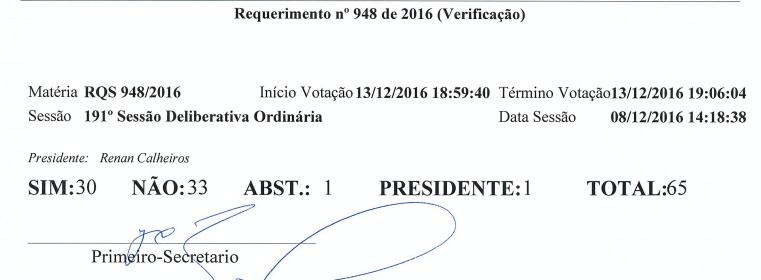 Requerimento nº 948 de 2016 (Verificação)
Matéria RQS 948/2016 Início Votação 13/12/2016 18:59:40 Término Votação 13/12/2016 19:06:04
Sessão 191º Sessão Deliberativa Ordinária Data Sessão 08/12/2016 14:18:38
Presidente: Renan Calheiros
SIM:30 NÃO:33 ABST.: 1 PRESIDENTE:1 TOTAL:65
Primeiro-Secretario